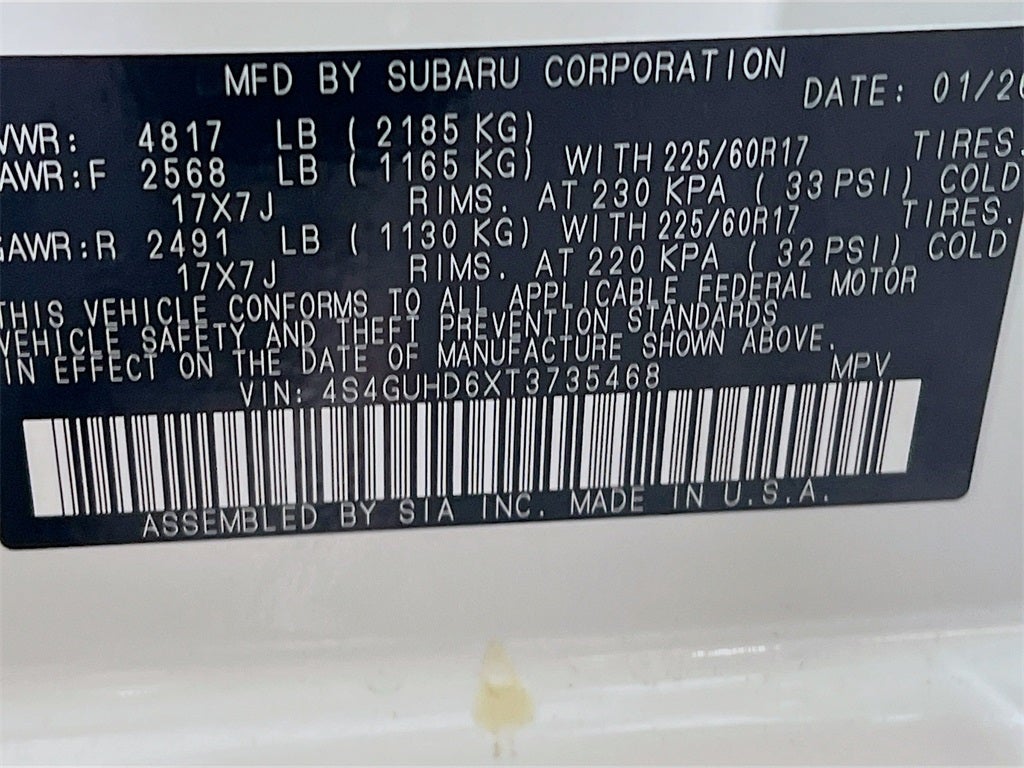 MFD BY SUBARU CORPORATION DATE: 01/20
VWR: 4817 LB ( 2185 KG)
AWR:F 2568 LB ( 1165 KG) WITH 225/60R17 TIRES.
17X7J RIMS. AT 230 KPA ( 33 PSI) COLD
GAWR:R 2491 LB ( 1130 KG) WITH 225/60R17 TIRES.
17X7J RIMS. AT 220 KPA ( 32 PSI) COLD
THIS VEHICLE CONFORMS TO ALL APPLICABLE FEDERAL MOTOR
VEHICLE SAFETY AND THEFT PREVENTION STANDARDS
IN EFFECT ON THE DATE OF MANUFACTURE SHOWN ABOVE.
VIN: 4S4GUHD6XT3735468 MPV
ASSEMBLED BY SIA INC. MADE IN U.S.A.